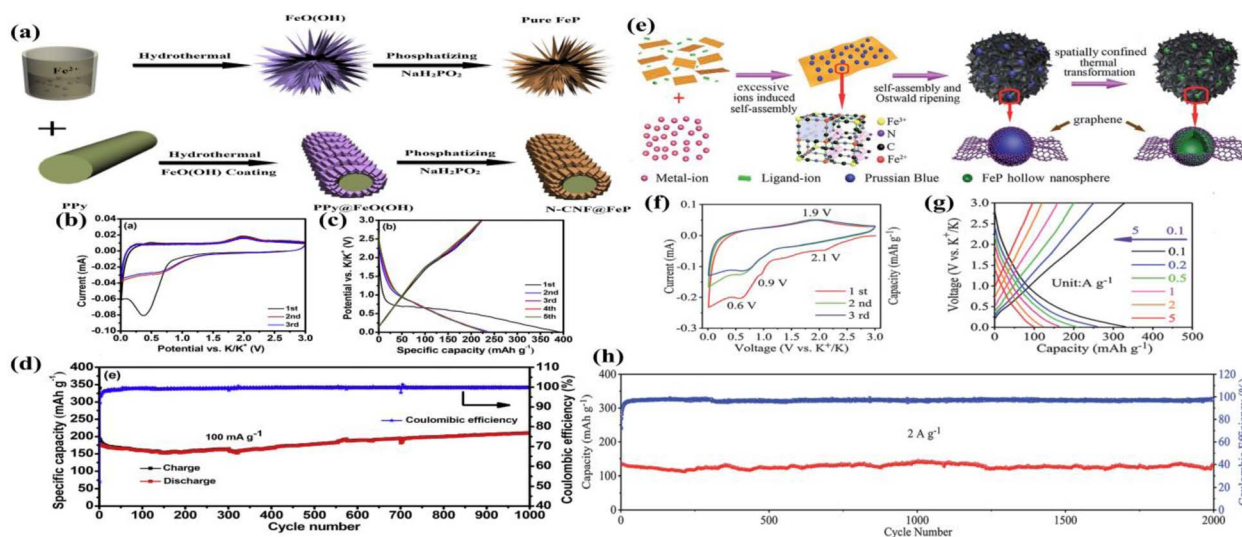 (a)
FeO(OH)
Pure FeP
Fe²⁺
Hydrothermal
Phosphatizing
NaH₂PO₂
+
Hydrothermal
FeO(OH) Coating
Phosphatizing
NaH₂PO₂
PPy
PPy@FeO(OH)
N-CNF@FeP
(b)
(a)
Current (mA)
0.04
0.02
0.00
-0.02
-0.04
-0.06
-0.08
-0.10
1st
2nd
3rd
0.0 0.5 1.0 1.5 2.0 2.5 3.0
Potential vs. K/K⁺ (V)
(c)
(b)
Potential vs. K/K⁺ (V)
3.0
2.5
2.0
1.5
1.0
0.5
0.0
1st
2nd
3rd
4th
5th
0 50 100 150 200 250 300 350 400
Specific capacity (mAh g⁻¹)
(d)
(e)
Specific capacity (mAh g⁻¹)
400
350
300
250
200
150
100
50
0
Coulombic efficiency
100 mA g⁻¹
Charge
Discharge
Coulombic efficiency (%)
110
100
90
80
70
60
50
40
0 100 200 300 400 500 600 700 800 900 1000
Cycle number
(e)
+
excessive
ions induced
self-assembly
self-assembly and
Ostwald ripening
spatially confined
thermal
transformation
Fe³⁺
N
C
Fe²⁺
graphene
Metal-ion
Ligand-ion
Prussian Blue
FeP hollow nanosphere
(f)
Current (mA)
0.1
0.0
-0.1
-0.2
-0.3
1.9 V
2.1 V
0.9 V
0.6 V
1 st
2 nd
3 rd
0.0 0.5 1.0 1.5 2.0 2.5 3.0
Voltage (V vs. K⁺/K)
Capacity (mAh g⁻¹)
(g)
Voltage (V vs. K⁺/K)
3.0
2.5
2.0
1.5
1.0
0.5
0.0
5 0.1
Unit:A g⁻¹
0.1
0.2
0.5
1
2
5
0 100 200 300 400 500
Capacity (mAh g⁻¹)
(h)
Capacity (mAh g⁻¹)
400
300
200
100
0
2 A g⁻¹
120
100
80
60
40
20
0
0 500 1000 1500 2000
Cycle Number